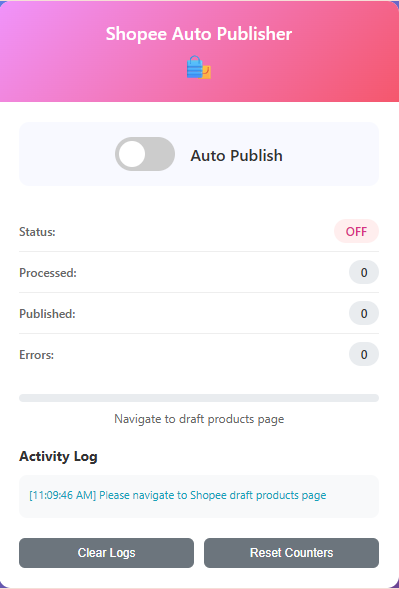 Shopee Auto Publisher
Auto Publish
Status: OFF
Processed: 0
Published: 0
Errors: 0
Navigate to draft products page
Activity Log
[11:09:46 AM] Please navigate to Shopee draft products page
Clear Logs Reset Counters